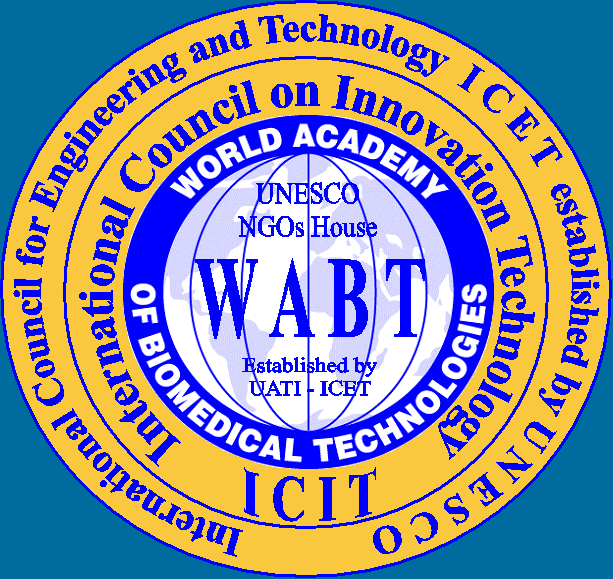 International Council for Engineering and Technology ICET established by UNESCO
International Council on Innovation Technology
ICIT
WORLD ACADEMY
OF BIOMEDICAL TECHNOLOGIES
UNESCO
NGOs House
WABT
Established by
UATI - ICET